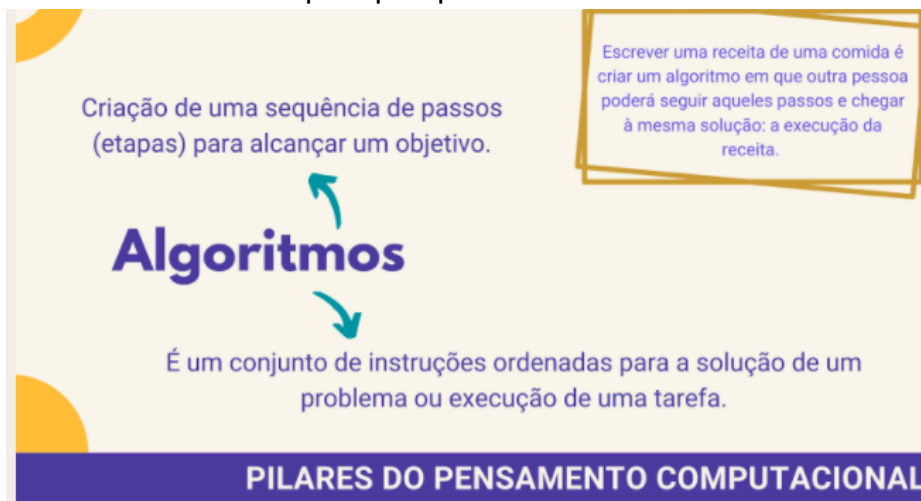 Escrever uma receita de uma comida é
criar um algoritmo em que outra pessoa
poderá seguir aqueles passos e chegar
à mesma solução: a execução da
receita.
Criação de uma sequência de passos
(etapas) para alcançar um objetivo.
Algoritmos
É um conjunto de instruções ordenadas para a solução de um
problema ou execução de uma tarefa.
PILARES DO PENSAMENTO COMPUTACIONAL